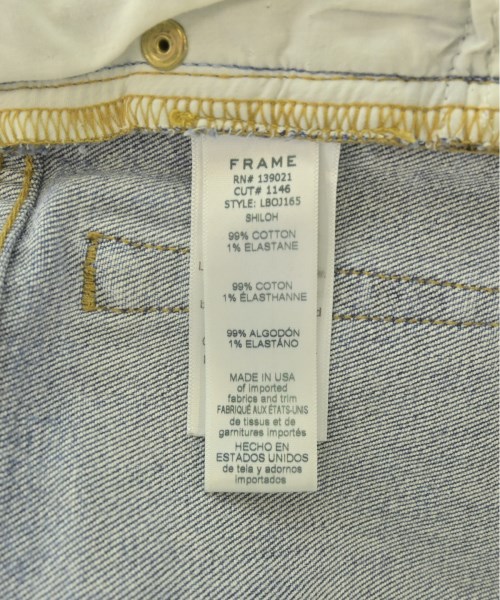 FRAME
RN# 139021
CUT# 1146
STYLE: LBOJ165
SHILOH
99% COTTON
1% ELASTANE
99% COTON
1% ÉLASTHANNE
99% ALGODÓN
1% ELASTÁNO
MADE IN USA
of imported
fabrics and trim
FABRIQUÉ AUX ÉTATS-UNIS
de tissus et de
garnitures importés
HECHO EN
ESTADOS UNIDOS
de tela y adornos
importados